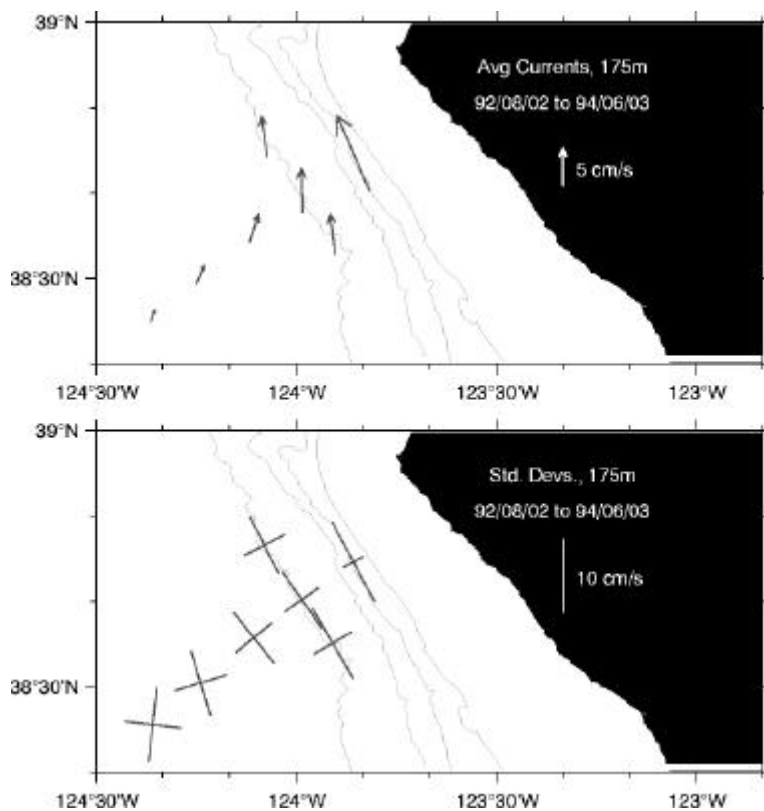 39°N
Avg Currents, 175m
92/08/02 to 94/06/03
5 cm/s
38°30'N
124°30'W 124°W 123°30'W 123°W
39°N
Std. Devs., 175m
92/08/02 to 94/06/03
10 cm/s
38°30'N
124°30'W 124°W 123°30'W 123°W